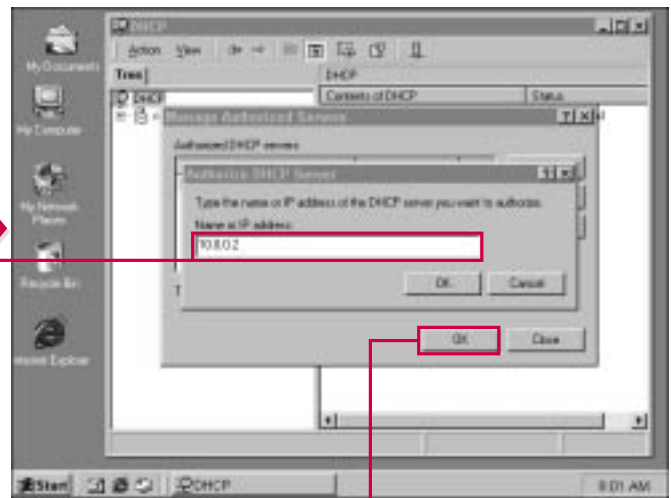 DHCP
Action View
Tree
DHCP
DHCP
Contents of DHCP
Status
Manage Authorized Servers
Authorized DHCP servers
Authorize DHCP Server
Type the name or IP address of the DHCP server you want to authorize.
Name or IP address:
10.8.0.2
OK
Cancel
OK
Close
My Documents
My Computer
My Network
Places
Recycle Bin
Internet Explorer
Start
DHCP
8:01 AM